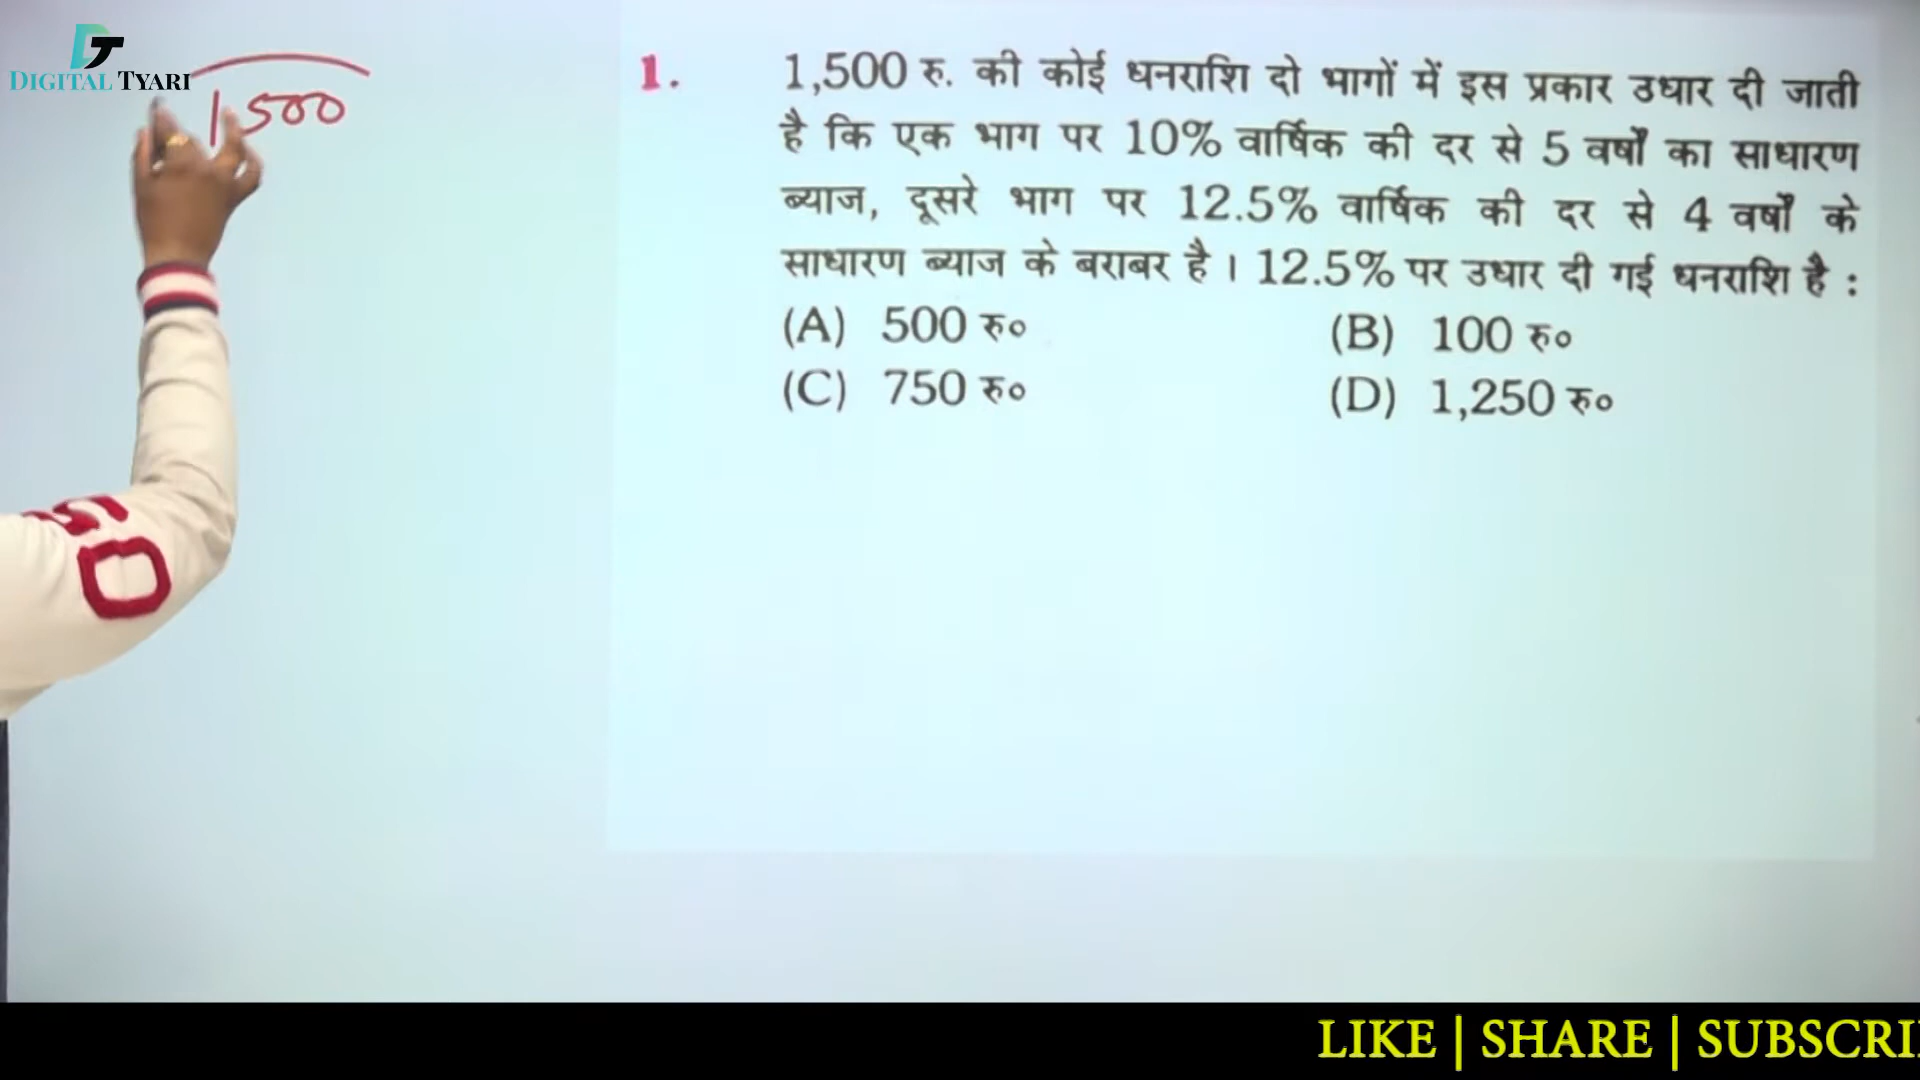 DIGITAL TYARI
1500
1. 1,500 रु. की कोई धनराशि दो भागों में इस प्रकार उधार दी जाती
है कि एक भाग पर 10% वार्षिक की दर से 5 वर्षों का साधारण
ब्याज, दूसरे भाग पर 12.5% वार्षिक की दर से 4 वर्षों के
साधारण ब्याज के बराबर है । 12.5% पर उधार दी गई धनराशि है :
(A) 500 रु० (B) 100 रु०
(C) 750 रु० (D) 1,250 रु०
LIKE | SHARE | SUBSCRI